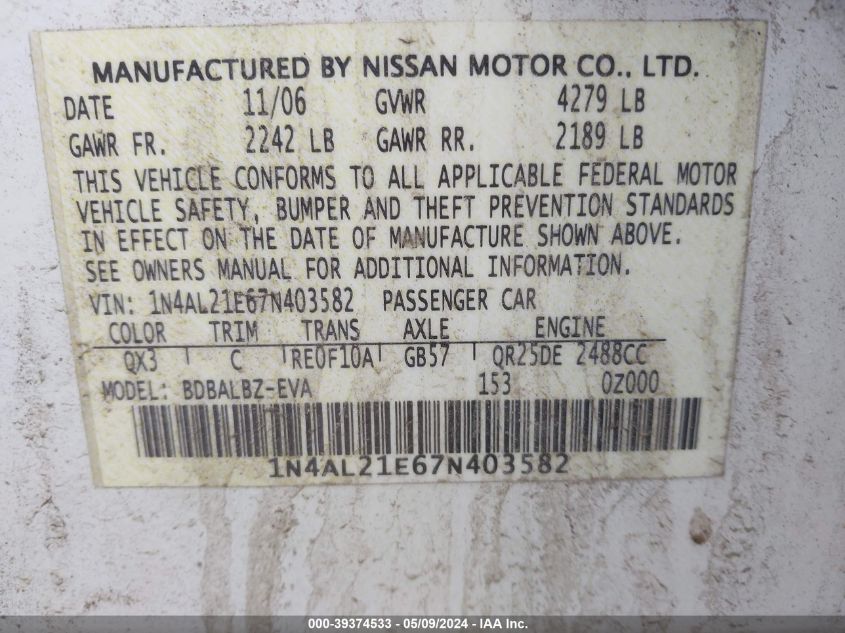 MANUFACTURED BY NISSAN MOTOR CO., LTD.
DATE 11/06 GVWR 4279 LB
GAWR FR. 2242 LB GAWR RR. 2189 LB
THIS VEHICLE CONFORMS TO ALL APPLICABLE FEDERAL MOTOR
VEHICLE SAFETY, BUMPER AND THEFT PREVENTION STANDARDS
IN EFFECT ON THE DATE OF MANUFACTURE SHOWN ABOVE.
SEE OWNERS MANUAL FOR ADDITIONAL INFORMATION.
VIN: 1N4AL21E67N403582 PASSENGER CAR
COLOR TRIM TRANS AXLE ENGINE
QX3 C RE0F10A GB57 QR25DE 2488CC
MODEL: BDBALBZ-EVA 153 0Z000
1N4AL21E67N403582
000-39374533 - 05/09/2024 - IAA Inc.